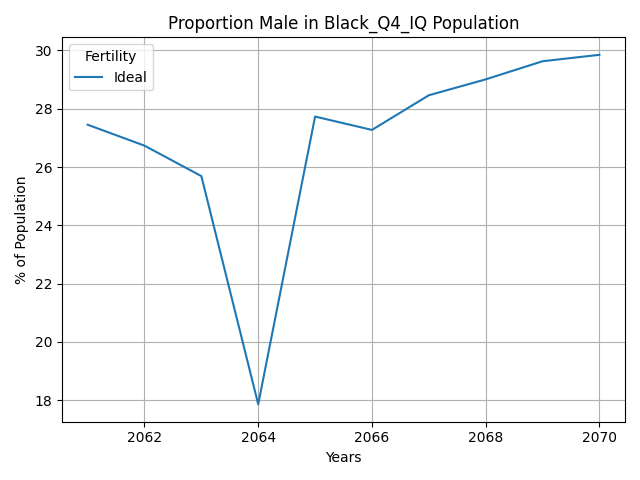 Proportion Male in Black_Q4_IQ Population
Fertility
Ideal
% of Population
30
28
26
24
22
20
18
2062
2064
2066
2068
2070
Years